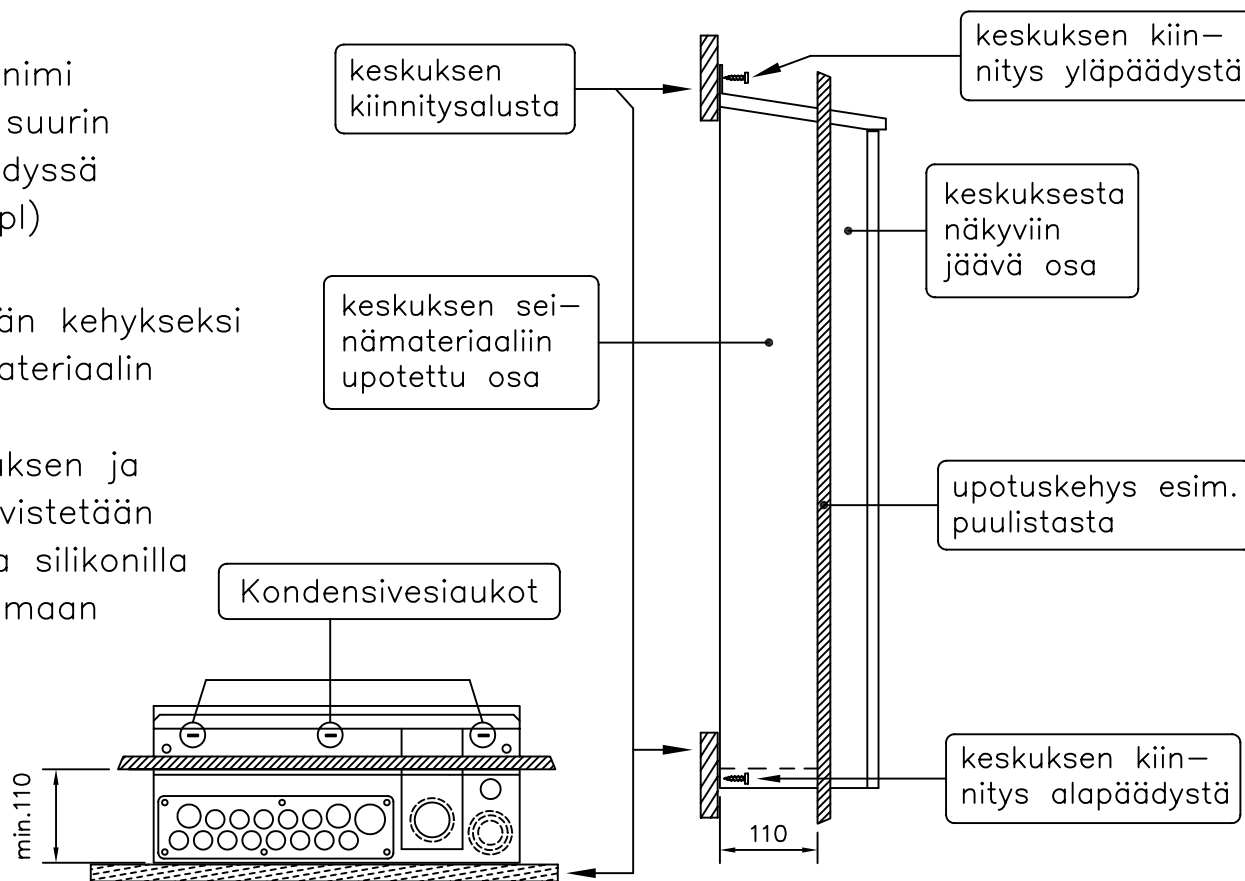 nimi
suurin
dyssä
pl)
än kehykseksi
ateriaalin
ksen ja
vistetään
a silikonilla
maan
keskuksen
kiinnitysalusta
keskuksen kiin–
nitys yläpäädystä
keskuksesta
näkyviin
jäävä osa
keskuksen sei–
nämateriaaliin
upotettu osa
upotuskehys esim.
puulistasta
Kondensivesiaukot
keskuksen kiin–
nitys alapäädystä
min.110
110